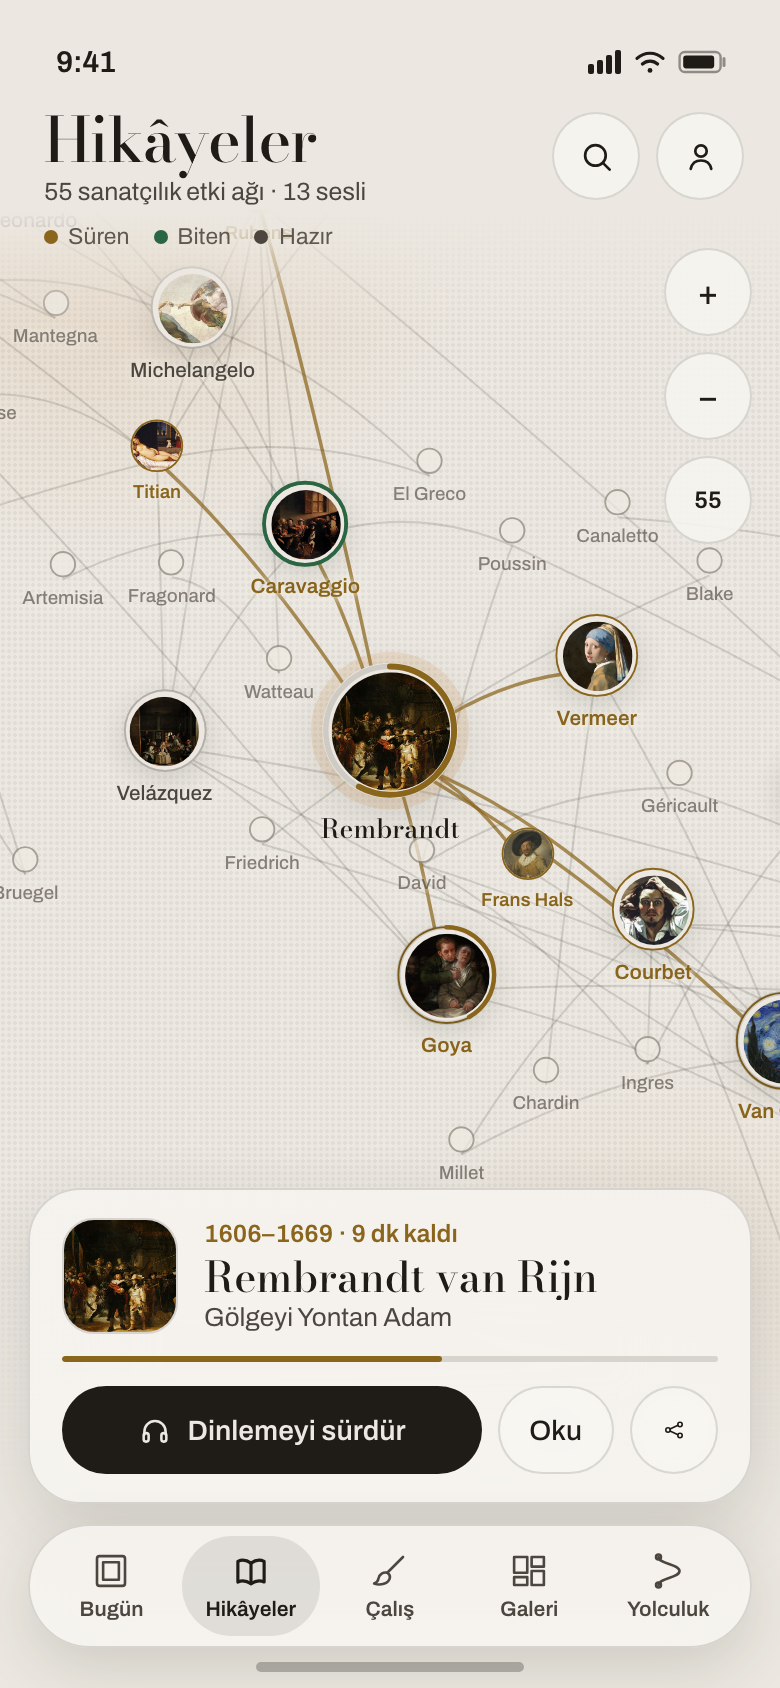 9:41
Hikâyeler
55 sanatçılık etki ağı · 13 sesli
eonardo
Süren
Biten
Hazır
+
Mantegna
Michelangelo
se
−
Titian
El Greco
55
Canaletto
Poussin
Caravaggio
Artemisia
Fragonard
Blake
Watteau
Vermeer
Velázquez
Géricault
Rembrandt
Friedrich
David
Bruegel
Frans Hals
Courbet
Goya
Ingres
Chardin
Van
Millet
1606–1669 · 9 dk kaldı
Rembrandt van Rijn
Gölgeyi Yontan Adam
Dinlemeyi sürdür
Oku
Bugün
Hikâyeler
Çalış
Galeri
Yolculuk